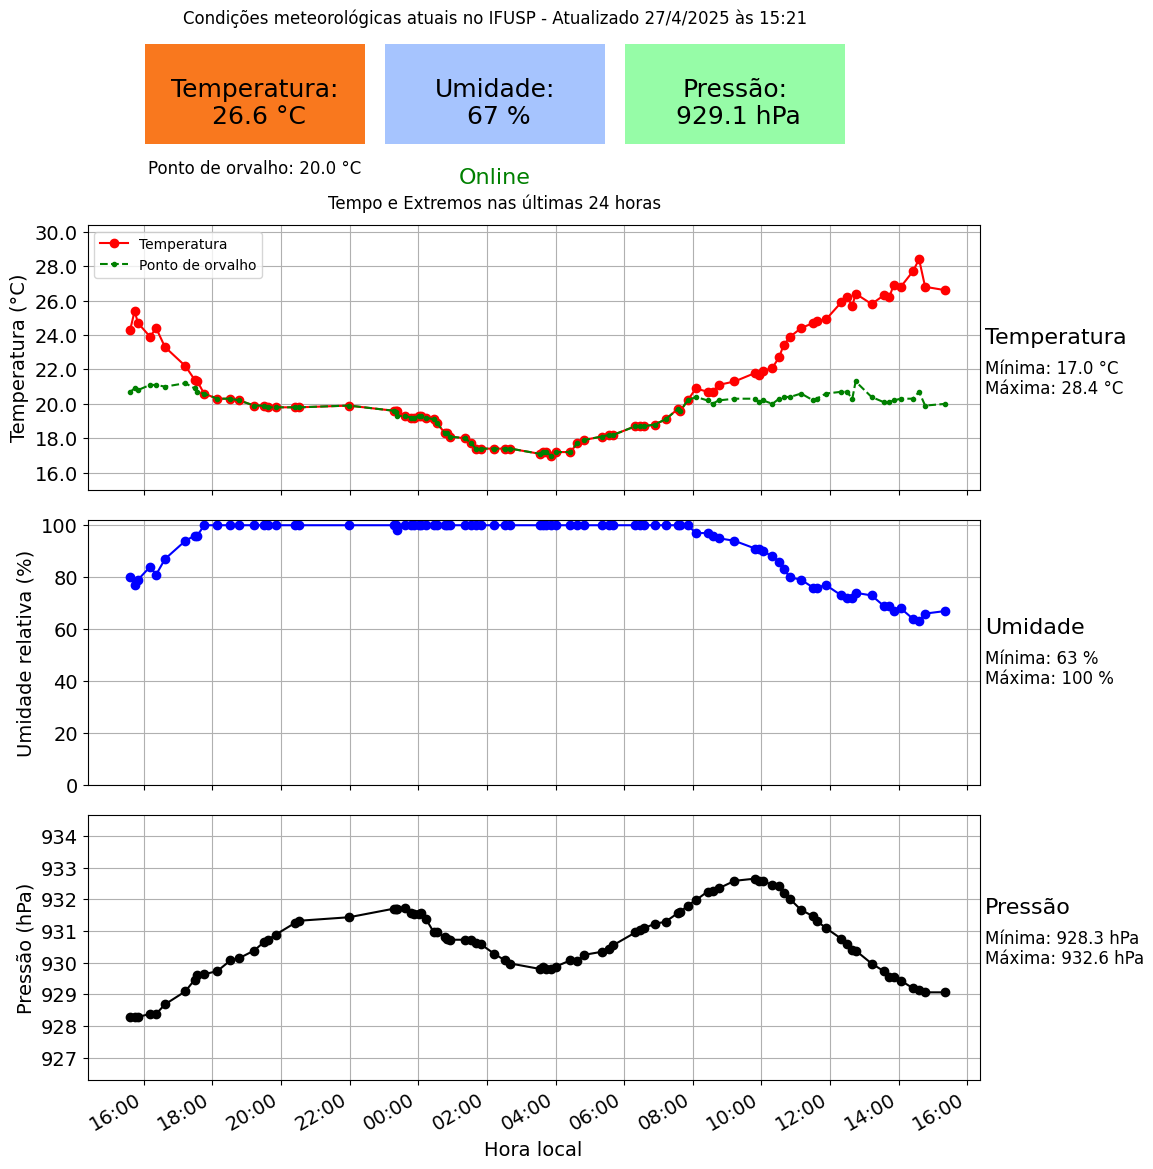 Condições meteorológicas atuais no IFUSP - Atualizado 27/4/2025 às 15:21
Temperatura:
26.6 °C
Umidade:
67 %
Pressão:
929.1 hPa
Ponto de orvalho: 20.0 °C
Online
Tempo e Extremos nas últimas 24 horas
Temperatura (°C)
30.0
28.0
26.0
24.0
22.0
20.0
18.0
16.0
Temperatura
Ponto de orvalho
Temperatura
Mínima: 17.0 °C
Máxima: 28.4 °C
Umidade relativa (%)
100
80
60
40
20
0
Umidade
Mínima: 63 %
Máxima: 100 %
Pressão (hPa)
934
933
932
931
930
929
928
927
Pressão
Mínima: 928.3 hPa
Máxima: 932.6 hPa
16:00 18:00 20:00 22:00 00:00 02:00 04:00 06:00 08:00 10:00 12:00 14:00 16:00
Hora local